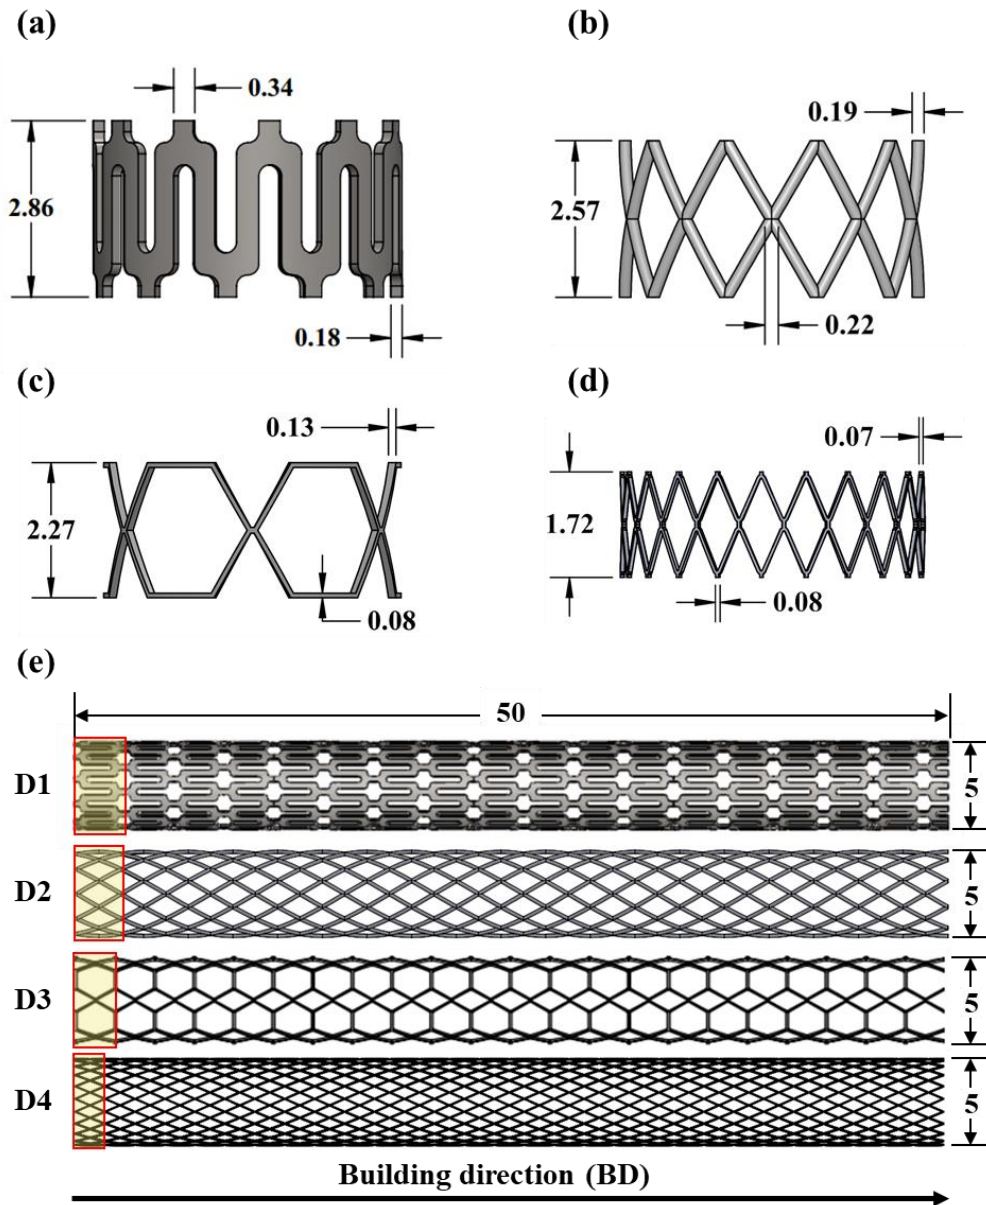 (a)
0.34
2.86
0.18
(b)
0.19
2.57
0.22
(c)
0.13
2.27
0.08
(d)
0.07
1.72
0.08
(e)
50
D1
5
D2
5
D3
5
D4
5
Building direction (BD)